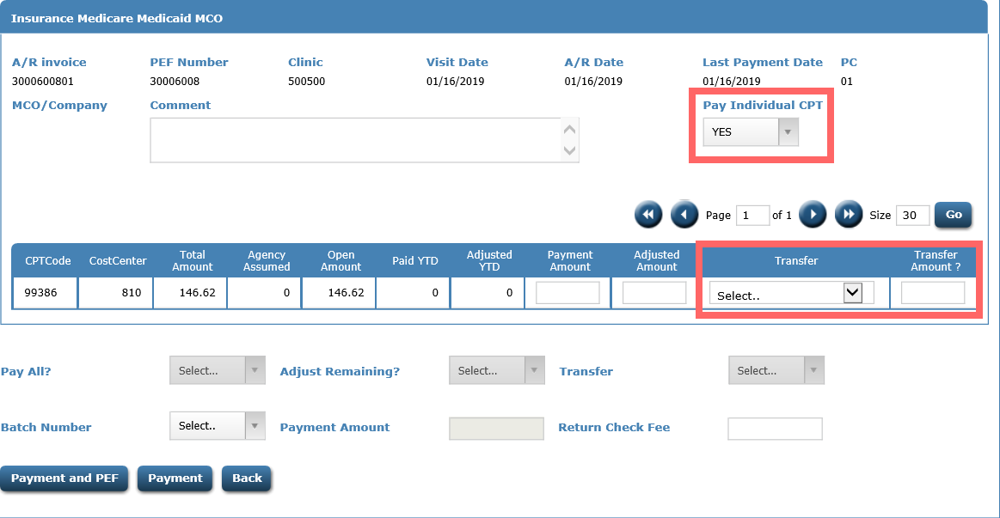 Insurance Medicare Medicaid MCO
A/R invoice PEF Number Clinic Visit Date A/R Date Last Payment Date PC
3000600801 30006008 500500 01/16/2019 01/16/2019 01/16/2019 01
MCO/Company Comment Pay Individual CPT
YES
Page 1 of 1 Size 30 Go
CPTCode CostCenter Total Amount Agency Assumed Open Amount Paid YTD Adjusted YTD Payment Amount Adjusted Amount Transfer Transfer Amount ?
99386 810 146.62 0 146.62 0 0 Select..
Pay All? Select... Adjust Remaining? Select... Transfer Select...
Batch Number Select.. Payment Amount Return Check Fee
Payment and PEF Payment Back